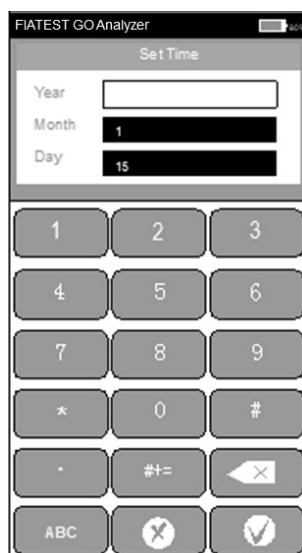 FIATEST GO Analyzer
Set Time
Year
Month 1
Day 15
1 2 3
4 5 6
7 8 9
* 0 #
. #+=
ABC